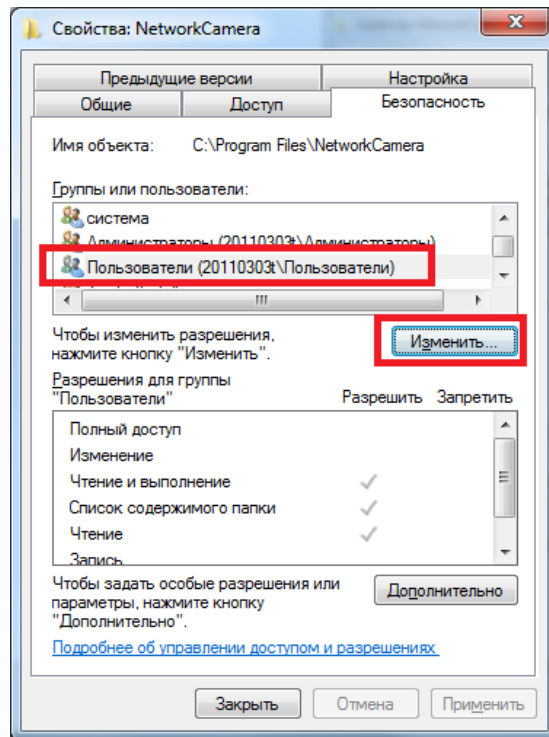 Свойства: NetworkCamera
Предыдущие версии
Настройка
Общие
Доступ
Безопасность
Имя объекта: C:\Program Files\NetworkCamera
Группы или пользователи:
система
Администраторы (20110303t\Администраторы)
Пользователи (20110303t\Пользователи)
Чтобы изменить разрешения,
нажмите кнопку "Изменить".
Изменить...
Разрешения для группы
"Пользователи"
Разрешить Запретить
Полный доступ
Изменение
Чтение и выполнение
Список содержимого папки
Чтение
Запись
Чтобы задать особые разрешения или
параметры, нажмите кнопку
"Дополнительно".
Дополнительно
Подробнее об управлении доступом и разрешениях
Закрыть
Отмена
Применить